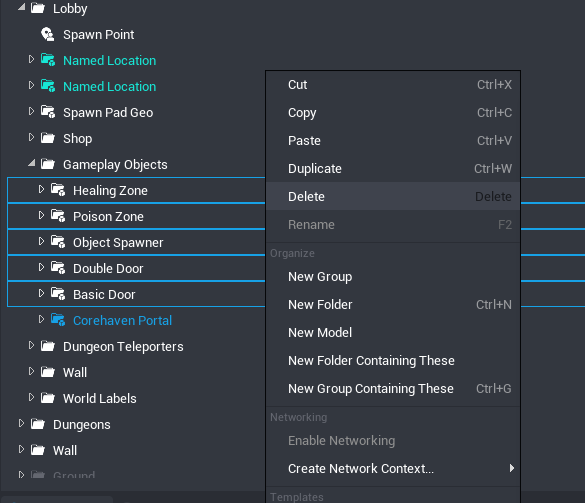 Lobby
Spawn Point
Named Location
Named Location
Spawn Pad Geo
Shop
Gameplay Objects
Healing Zone
Poison Zone
Object Spawner
Double Door
Basic Door
Corehaven Portal
Dungeon Teleporters
Wall
World Labels
Dungeons
Wall
Ground
Cut Ctrl+X
Copy Ctrl+C
Paste Ctrl+V
Duplicate Ctrl+W
Delete Delete
Rename F2
Organize
New Group
New Folder Ctrl+N
New Model
New Folder Containing These
New Group Containing These Ctrl+G
Networking
Enable Networking
Create Network Context...
Templates